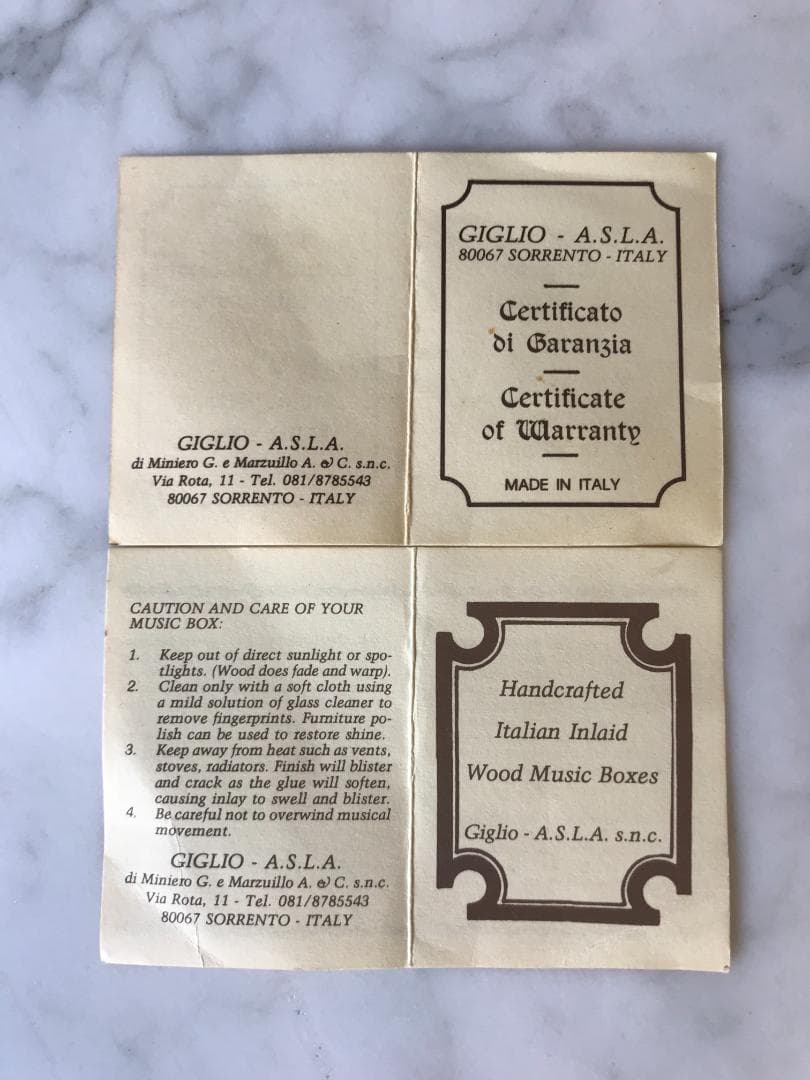 GIGLIO - A.S.L.A.
di Miniero G. e Marzuillo A. & C. s.n.c.
Via Rota, 11 - Tel. 081/8785543
80067 SORRENTO - ITALY
GIGLIO - A.S.L.A.
80067 SORRENTO - ITALY
Certificato
di Garanzia
Certificate
of Warranty
MADE IN ITALY
CAUTION AND CARE OF YOUR
MUSIC BOX:
1. Keep out of direct sunlight or spo-
tlights. (Wood does fade and warp).
2. Clean only with a soft cloth using
a mild solution of glass cleaner to
remove fingerprints. Furniture po-
lish can be used to restore shine.
3. Keep away from heat such as vents,
stoves, radiators. Finish will blister
and crack as the glue will soften,
causing inlay to swell and blister.
4. Be careful not to overwind musical
movement.
GIGLIO - A.S.L.A.
di Miniero G. e Marzuillo A. & C. s.n.c.
Via Rota, 11 - Tel. 081/8785543
80067 SORRENTO - ITALY
Handcrafted
Italian Inlaid
Wood Music Boxes
Giglio - A.S.L.A. s.n.c.